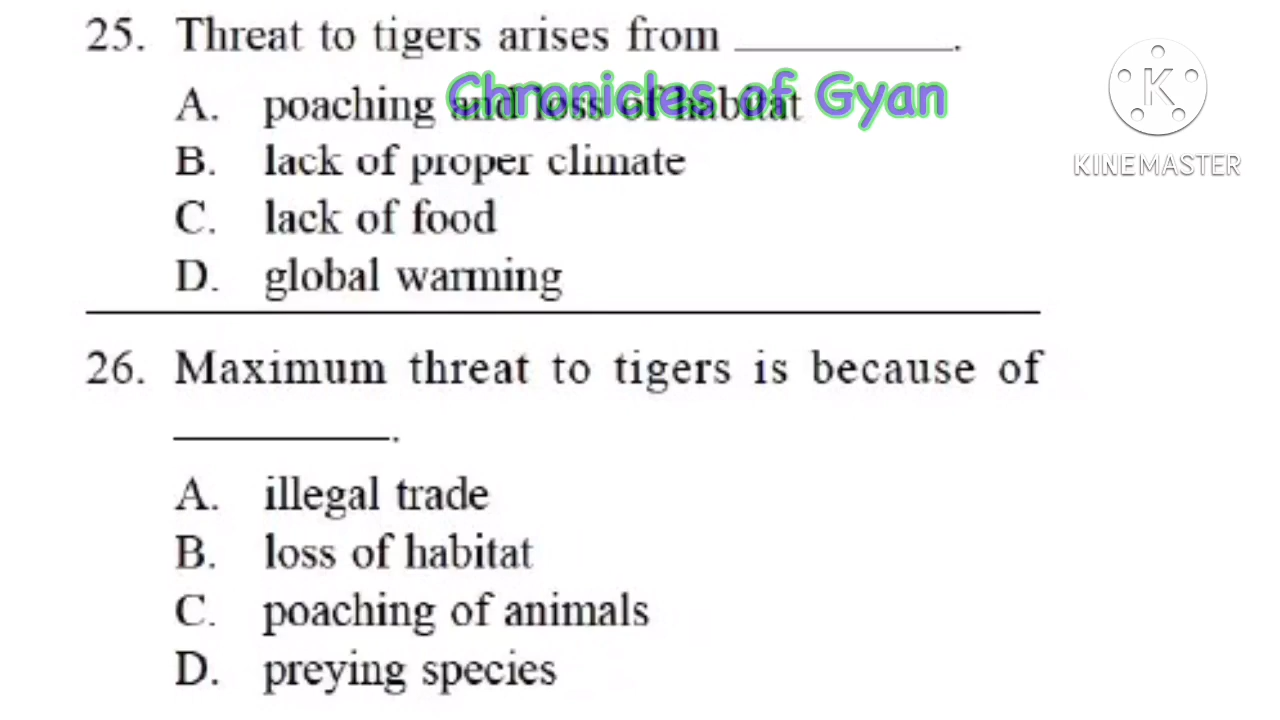 25. Threat to tigers arises from __________.
Chronicles of Gyan
A. poaching and loss of habitat
K
B. lack of proper climate
KINEMASTER
C. lack of food
D. global warming
26. Maximum threat to tigers is because of
__________.
A. illegal trade
B. loss of habitat
C. poaching of animals
D. preying species